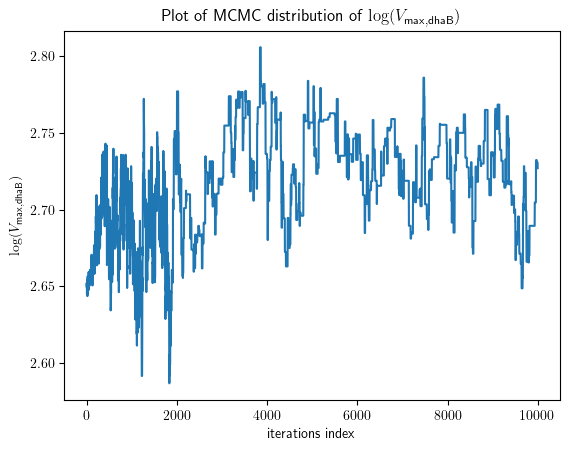 Plot of MCMC distribution of log(V_max,dhaB)
log(V_max,dhaB)
2.80
2.75
2.70
2.65
2.60
0 2000 4000 6000 8000 10000
iterations index